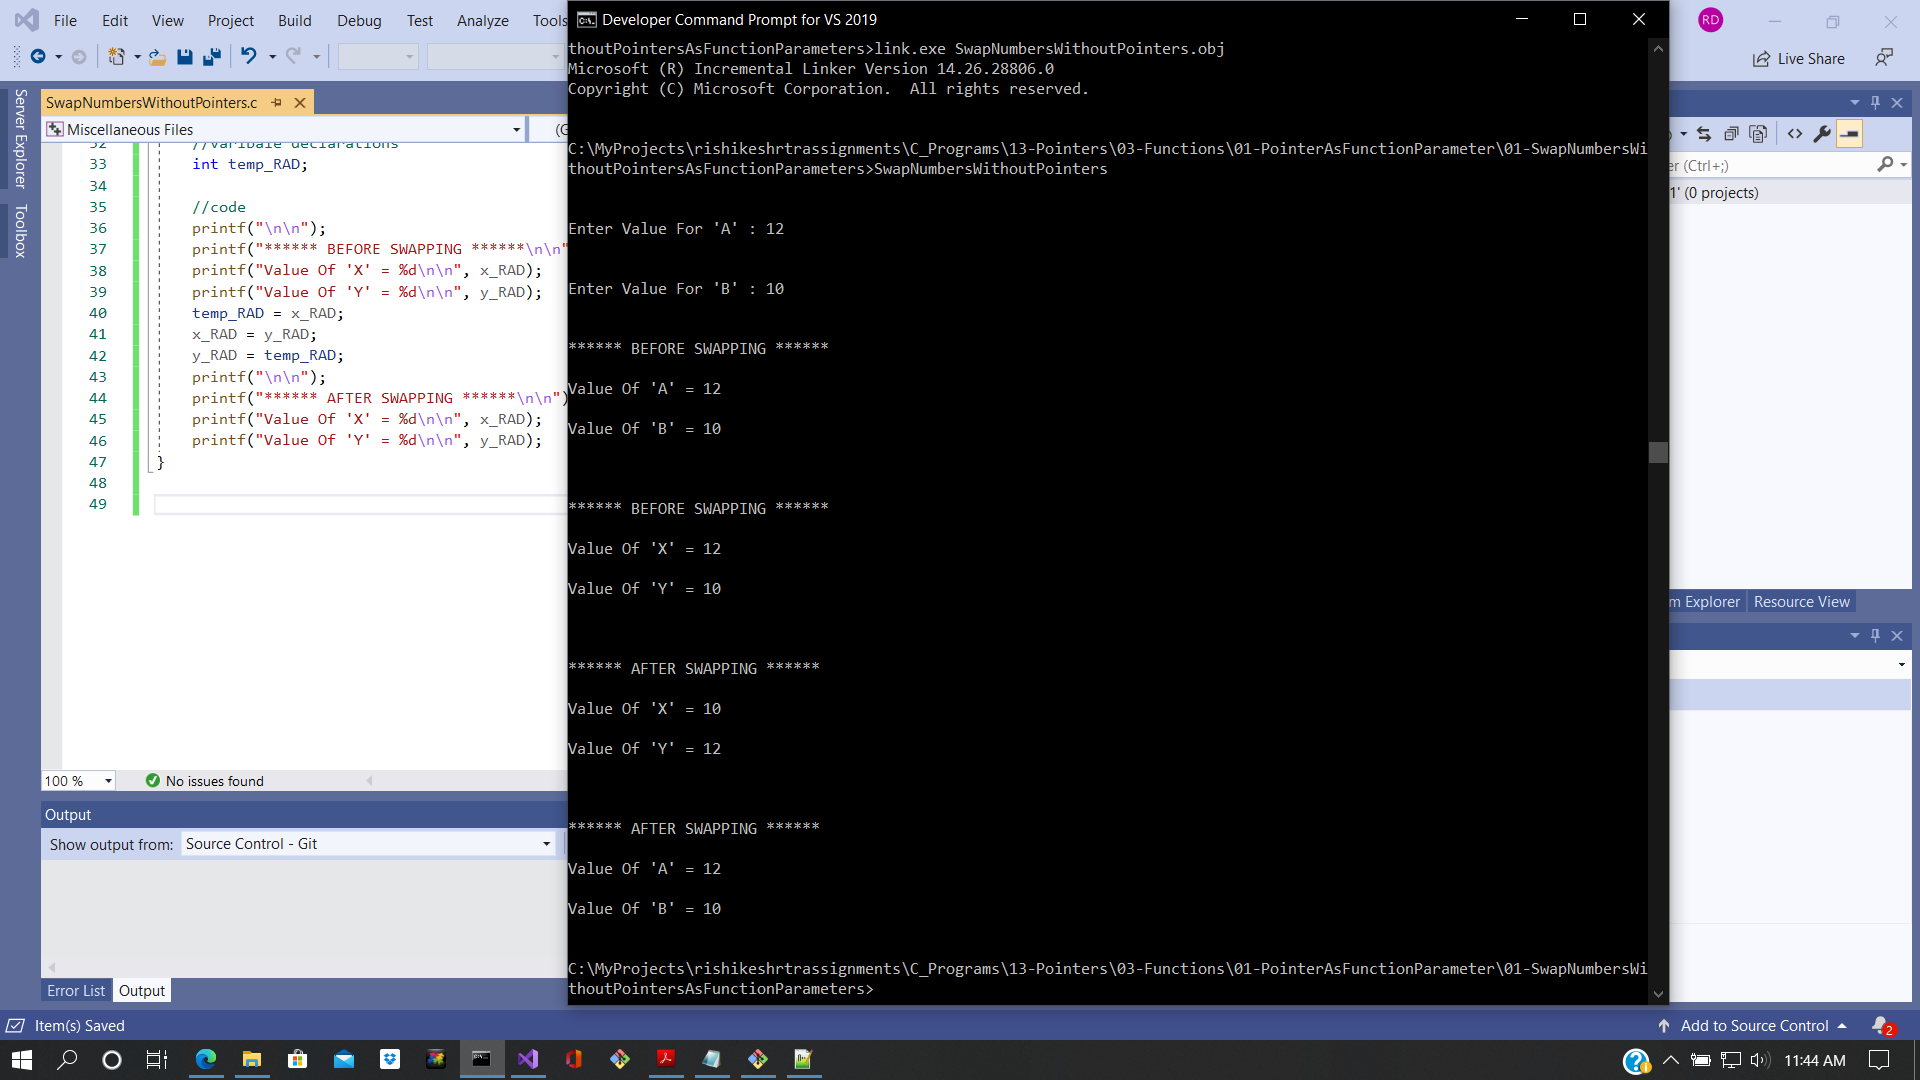 File Edit View Project Build Debug Test Analyze Tools
Developer Command Prompt for VS 2019
RD
Live Share
Server Explorer
Toolbox
SwapNumbersWithoutPointers.c
Miscellaneous Files
32 //varibale declarations
33 int temp_RAD;
34
35 //code
36 printf("\n\n");
37 printf("****** BEFORE SWAPPING ******\n\n"
38 printf("Value Of 'X' = %d\n\n", x_RAD);
39 printf("Value Of 'Y' = %d\n\n", y_RAD);
40 temp_RAD = x_RAD;
41 x_RAD = y_RAD;
42 y_RAD = temp_RAD;
43 printf("\n\n");
44 printf("****** AFTER SWAPPING ******\n\n")
45 printf("Value Of 'X' = %d\n\n", x_RAD);
46 printf("Value Of 'Y' = %d\n\n", y_RAD);
47 }
48
49
100 %
No issues found
Output
Show output from: Source Control - Git
Error List Output
thoutPointersAsFunctionParameters>link.exe SwapNumbersWithoutPointers.obj
Microsoft (R) Incremental Linker Version 14.26.28806.0
Copyright (C) Microsoft Corporation.  All rights reserved.
C:\MyProjects\rishikeshrtrassignments\C_Programs\13-Pointers\03-Functions\01-PointerAsFunctionParameter\01-SwapNumbersWi
thoutPointersAsFunctionParameters>SwapNumbersWithoutPointers
Enter Value For 'A' : 12
Enter Value For 'B' : 10
****** BEFORE SWAPPING ******
Value Of 'A' = 12
Value Of 'B' = 10
****** BEFORE SWAPPING ******
Value Of 'X' = 12
Value Of 'Y' = 10
****** AFTER SWAPPING ******
Value Of 'X' = 10
Value Of 'Y' = 12
****** AFTER SWAPPING ******
Value Of 'A' = 12
Value Of 'B' = 10
C:\MyProjects\rishikeshrtrassignments\C_Programs\13-Pointers\03-Functions\01-PointerAsFunctionParameter\01-SwapNumbersWi
thoutPointersAsFunctionParameters>
er (Ctrl+;)
1' (0 projects)
m Explorer Resource View
Item(s) Saved
Add to Source Control
2
11:44 AM